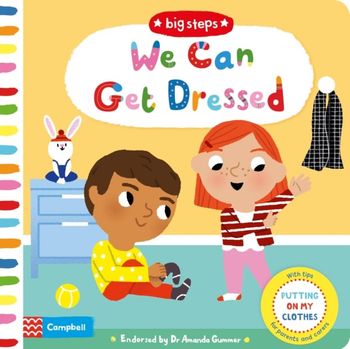 big steps
We Can
Get Dressed
With tips
PUTTING
ON MY
CLOTHES
for parents and carers
Campbell
Endorsed by Dr Amanda Gummer